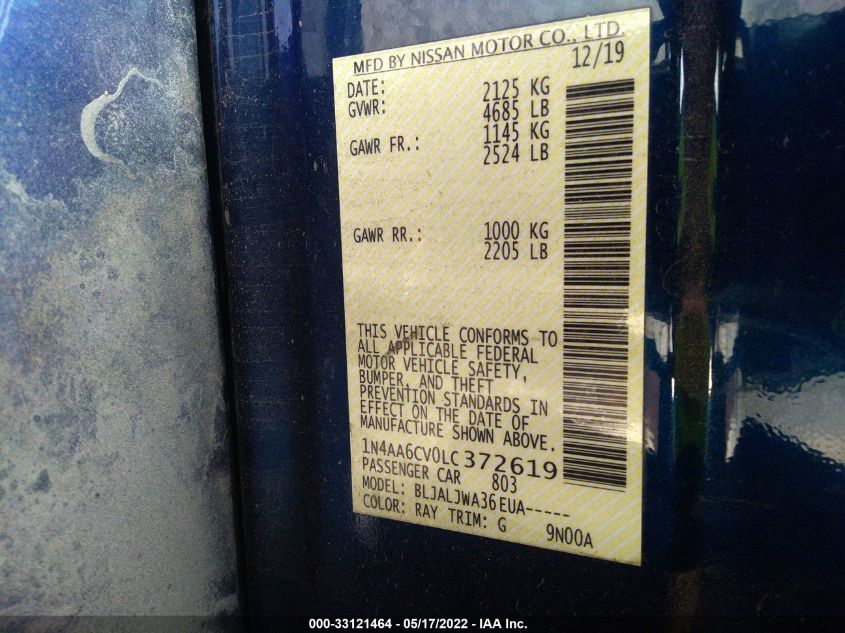 MFD BY NISSAN MOTOR CO., LTD.
DATE: 12/19
GVWR: 2125 KG
4685 LB
GAWR FR.: 1145 KG
2524 LB
GAWR RR.: 1000 KG
2205 LB
THIS VEHICLE CONFORMS TO
ALL APPLICABLE FEDERAL
MOTOR VEHICLE SAFETY,
BUMPER, AND THEFT
PREVENTION STANDARDS IN
EFFECT ON THE DATE OF
MANUFACTURE SHOWN ABOVE.
1N4AA6CV0LC372619
PASSENGER CAR 803
MODEL: BLJALJWA36EUA-----
COLOR: RAY TRIM: G 9N00A
000-33121464 - 05/17/2022 - IAA Inc.